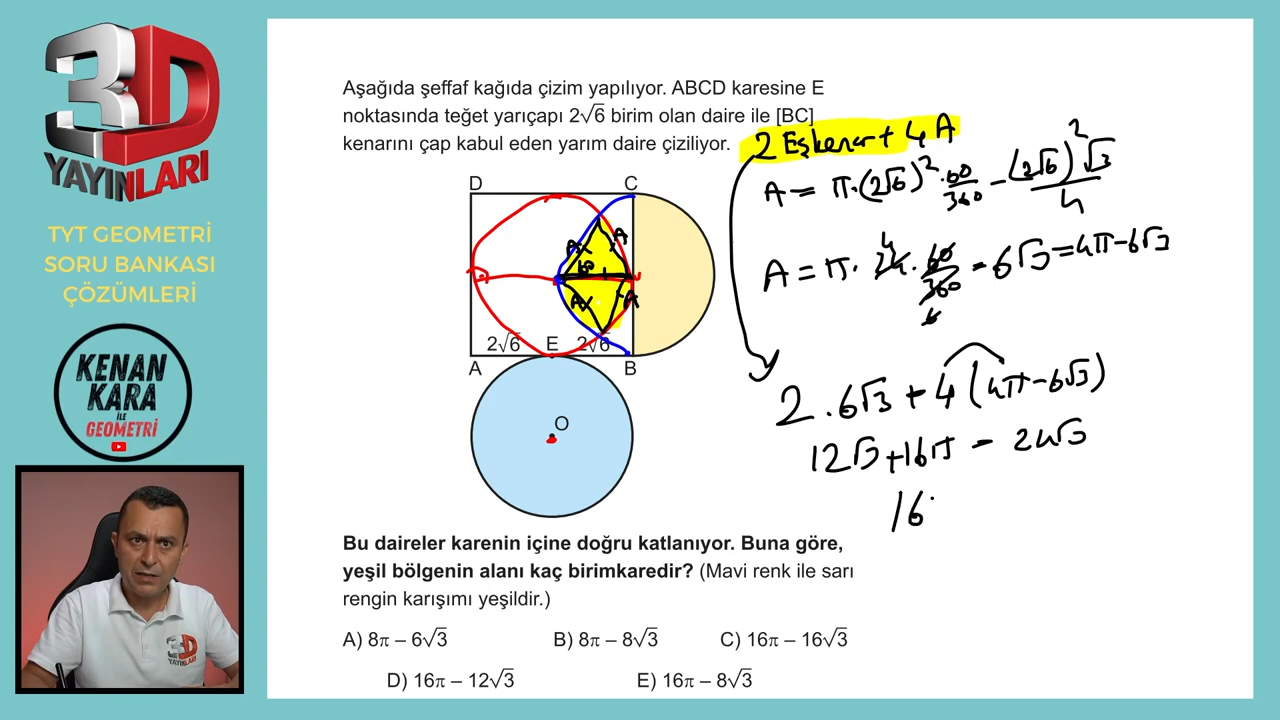 3D
YAYINLARI
TYT GEOMETRİ
SORU BANKASI
ÇÖZÜMLERİ
KENAN
KARA
İLE
GEOMETRİ
3D
YAYINLARI
Aşağıda şeffaf kağıda çizim yapılıyor. ABCD karesine E
noktasında teğet yarıçapı 2√6 birim olan daire ile [BC]
kenarını çap kabul eden yarım daire çiziliyor.
2 Eşkenar + 4A
A = π·(2√6)²·60/360 − (2√6)²√3/4
A = π·24·60/360 − 6√3 = 4π−6√3
4
6
2.6√3 + 4(4π−6√3)
12√3+16π − 24√3
16
D C
A A
60
A A
2√6 E 2√6
A B
O
Bu daireler karenin içine doğru katlanıyor. Buna göre,
yeşil bölgenin alanı kaç birimkaredir? (Mavi renk ile sarı
rengin karışımı yeşildir.)
A) 8π – 6√3 B) 8π – 8√3 C) 16π – 16√3
D) 16π – 12√3 E) 16π – 8√3